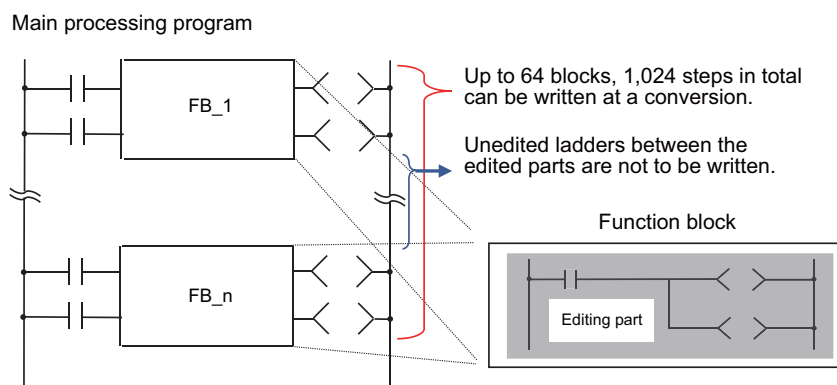 Main processing program
FB_1
Up to 64 blocks, 1,024 steps in total
can be written at a conversion.
Unedited ladders between the
edited parts are not to be written.
Function block
FB_n
Editing part